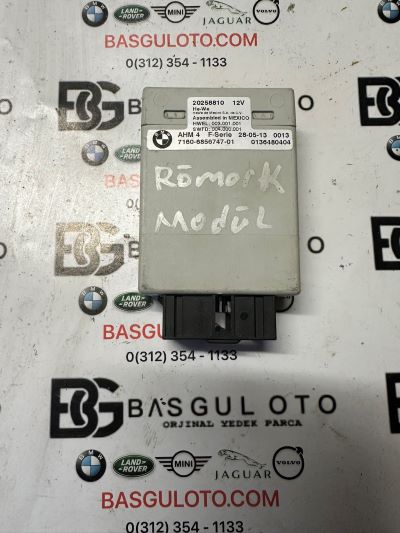 LAND-ROVER
MINI
JAGUAR
VOLVO
BASGULOTO.COM
0(312) 354 - 1133
20258810 12V
Ho-We
Assembled in MEXICO
HWEL: 003.001.001
SWFD: 004.000.001
AHM 4 F-Serie 28-05-13 0013
7160-6856747-01 0136480404
Römork
Modül
BASGULOTO.COM
0(312) 354 - 1133
BG BASGUL OTO
ORJINAL YEDEK PARCA
BMW
LAND-ROVER
MINI
JAGUAR
VOLVO
BASGULOTO.COM
0(312) 354 - 1133